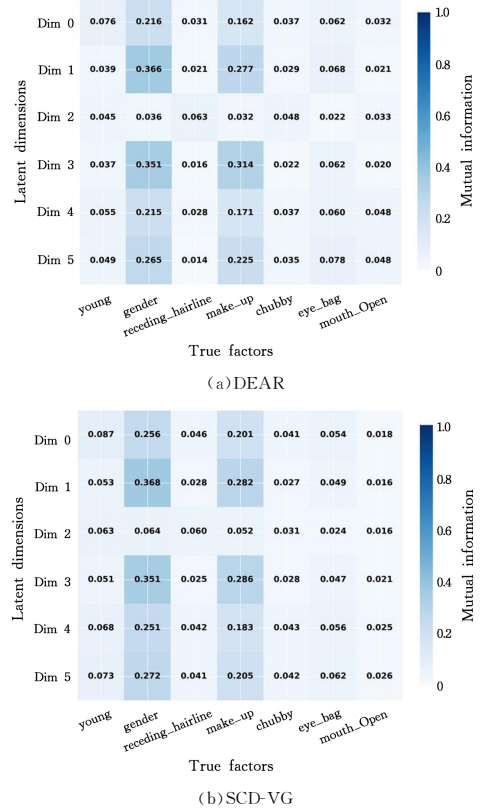 Dim 0 0.076 0.216 0.031 0.162 0.037 0.062 0.032
Dim 1 0.039 0.366 0.021 0.277 0.029 0.068 0.021
Dim 2 0.045 0.036 0.063 0.032 0.048 0.022 0.033
Dim 3 0.037 0.351 0.016 0.314 0.022 0.062 0.020
Dim 4 0.055 0.215 0.028 0.171 0.037 0.060 0.048
Dim 5 0.049 0.265 0.014 0.225 0.035 0.078 0.048
Latent dimensions
young gender receding_hairline make_up chubby eye_bag mouth_Open
True factors
1.0
0.8
0.6
0.4
0.2
0
Mutual information
(a)DEAR
Dim 0 0.087 0.256 0.046 0.201 0.041 0.054 0.018
Dim 1 0.053 0.368 0.028 0.282 0.027 0.049 0.016
Dim 2 0.063 0.064 0.060 0.052 0.031 0.024 0.016
Dim 3 0.051 0.351 0.025 0.286 0.028 0.047 0.021
Dim 4 0.068 0.251 0.042 0.183 0.043 0.056 0.025
Dim 5 0.073 0.272 0.041 0.205 0.042 0.062 0.026
Latent dimensions
young gender receding_hairline make_up chubby eye_bag mouth_Open
True factors
1.0
0.8
0.6
0.4
0.2
0
Mutual information
(b)SCD-VG